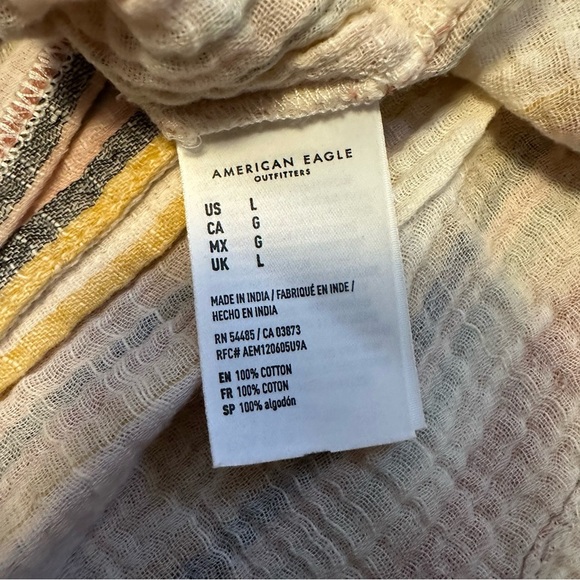 AMERICAN EAGLE
OUTFITTERS
US L
CA G
MX G
UK L
MADE IN INDIA / FABRIQUÉ EN INDE /
HECHO EN INDIA
RN 54485 / CA 03873
RFC# AEM120605U9A
EN 100% COTTON
FR 100% COTON
SP 100% algodón